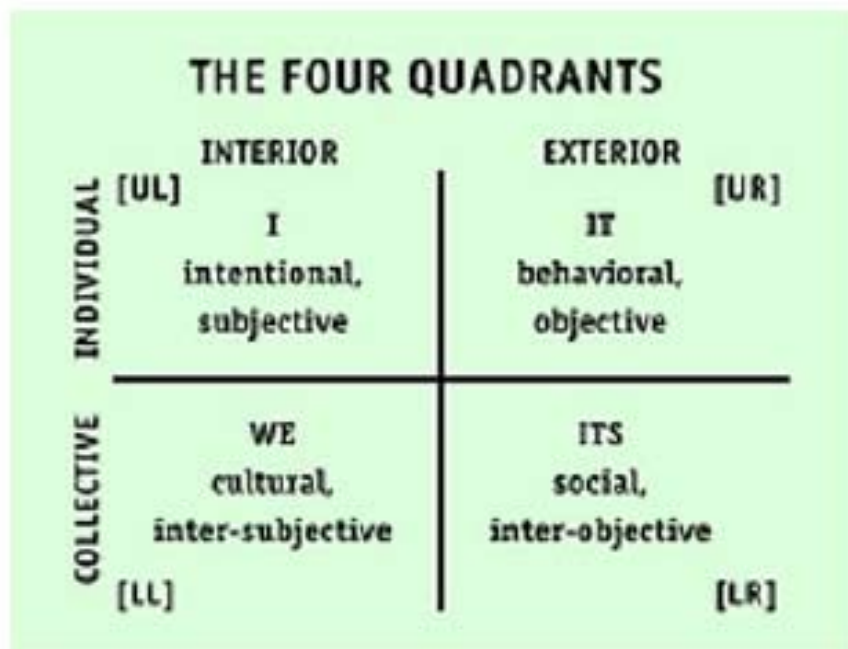 THE FOUR QUADRANTS
INTERIOR EXTERIOR
[UL] [UR]
INDIVIDUAL
I
intentional,
subjective
IT
behavioral,
objective
COLLECTIVE
WE
cultural,
inter-subjective
ITS
social,
inter-objective
[LL] [LR]